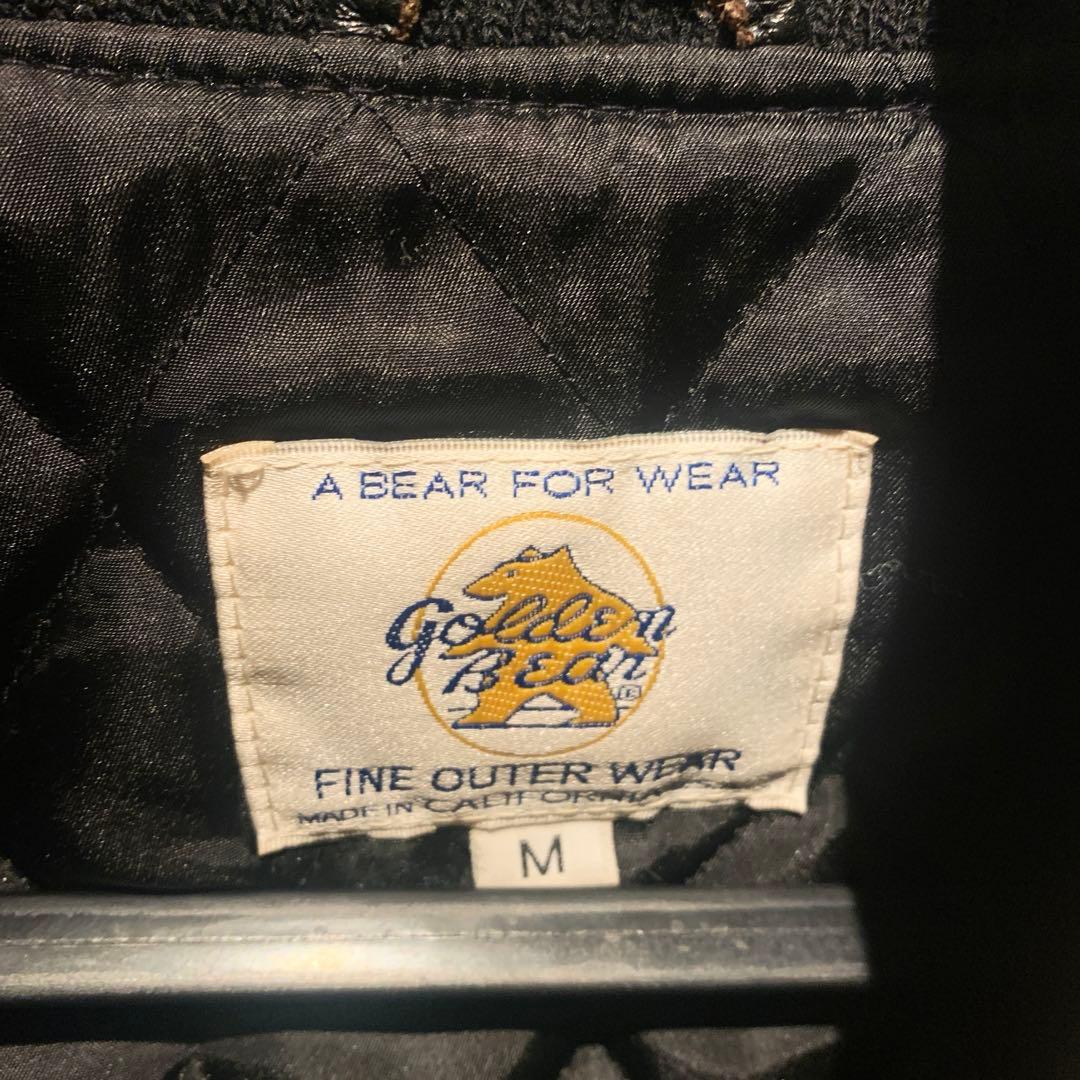 A BEAR FOR WEAR
Golden
Bear
FINE OUTER WEAR
MADE IN CALIFORNIA
M